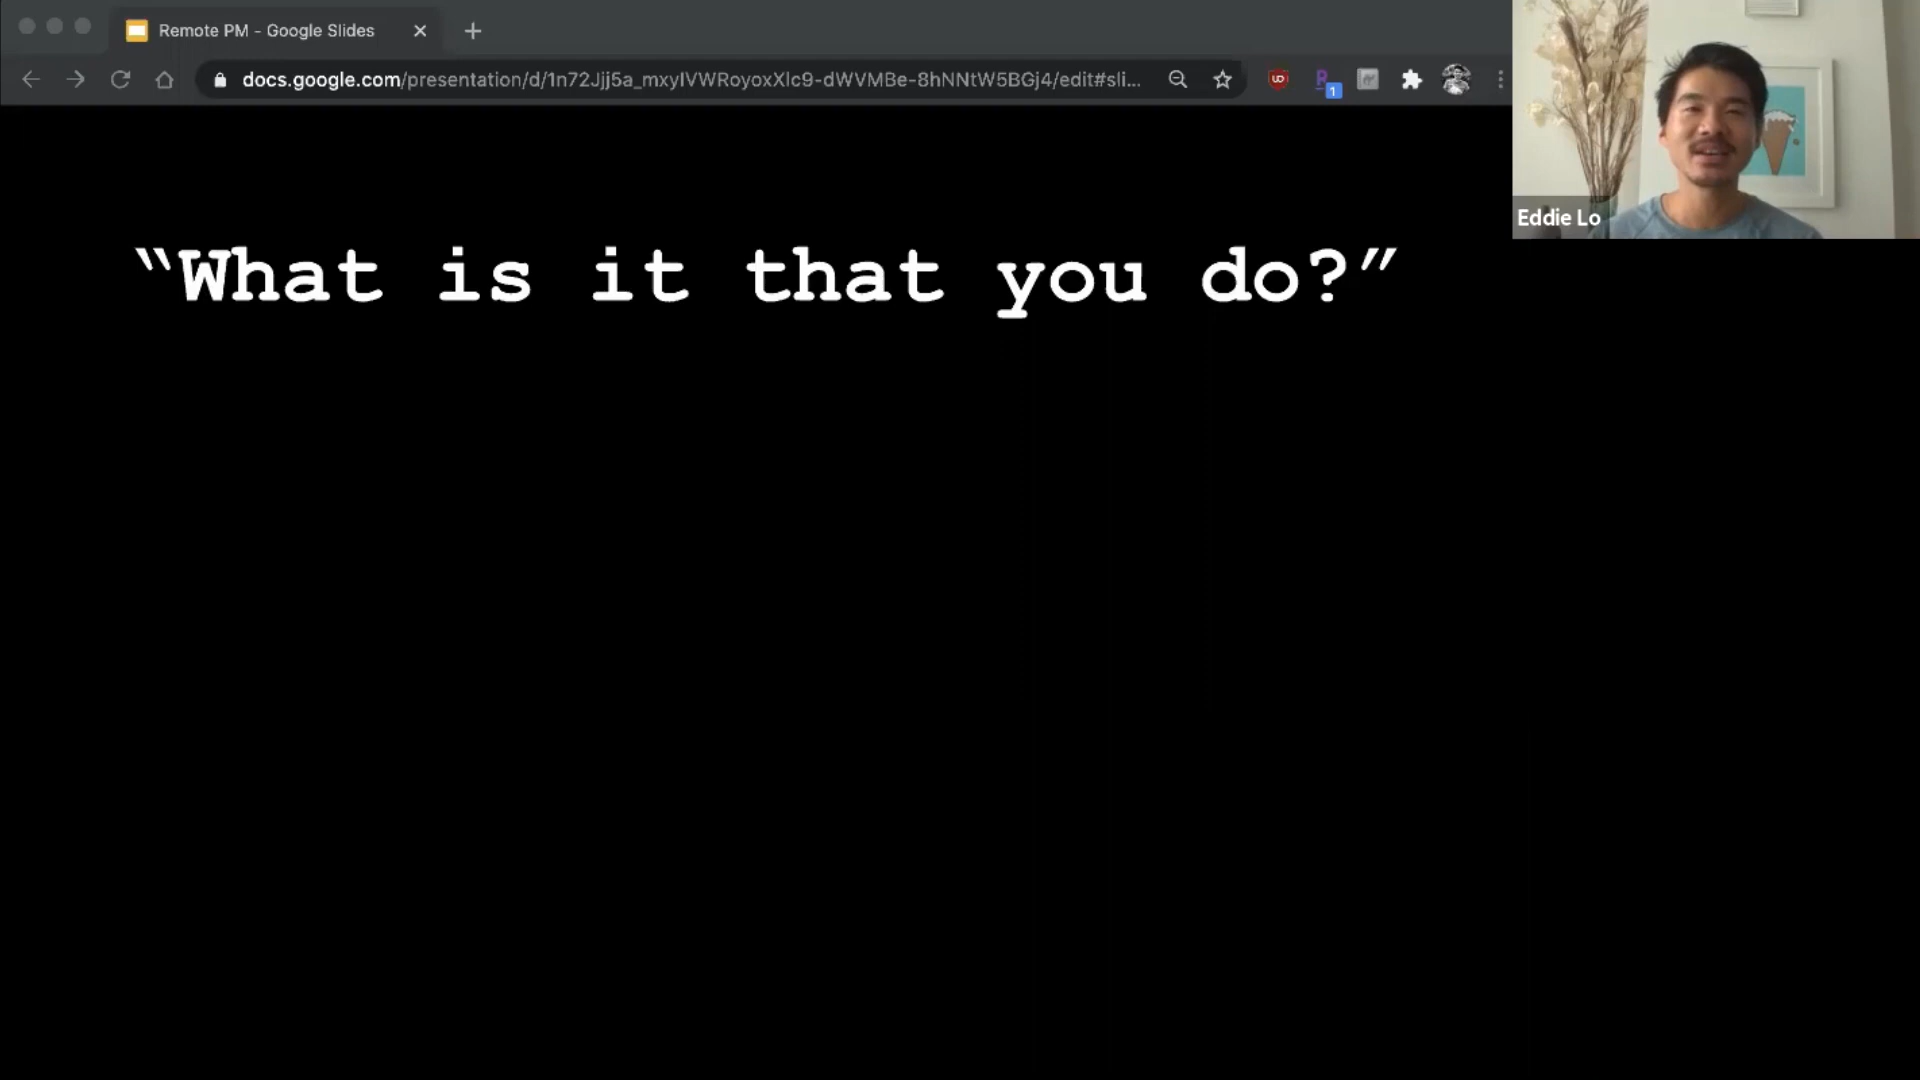 Remote PM - Google Slides
docs.google.com/presentation/d/1n72Jjj5a_mxyIVWRoyoxXlc9-dWVMBe-8hNNtW5BGj4/edit#sli...
1
Eddie Lo
“What is it that you do?”